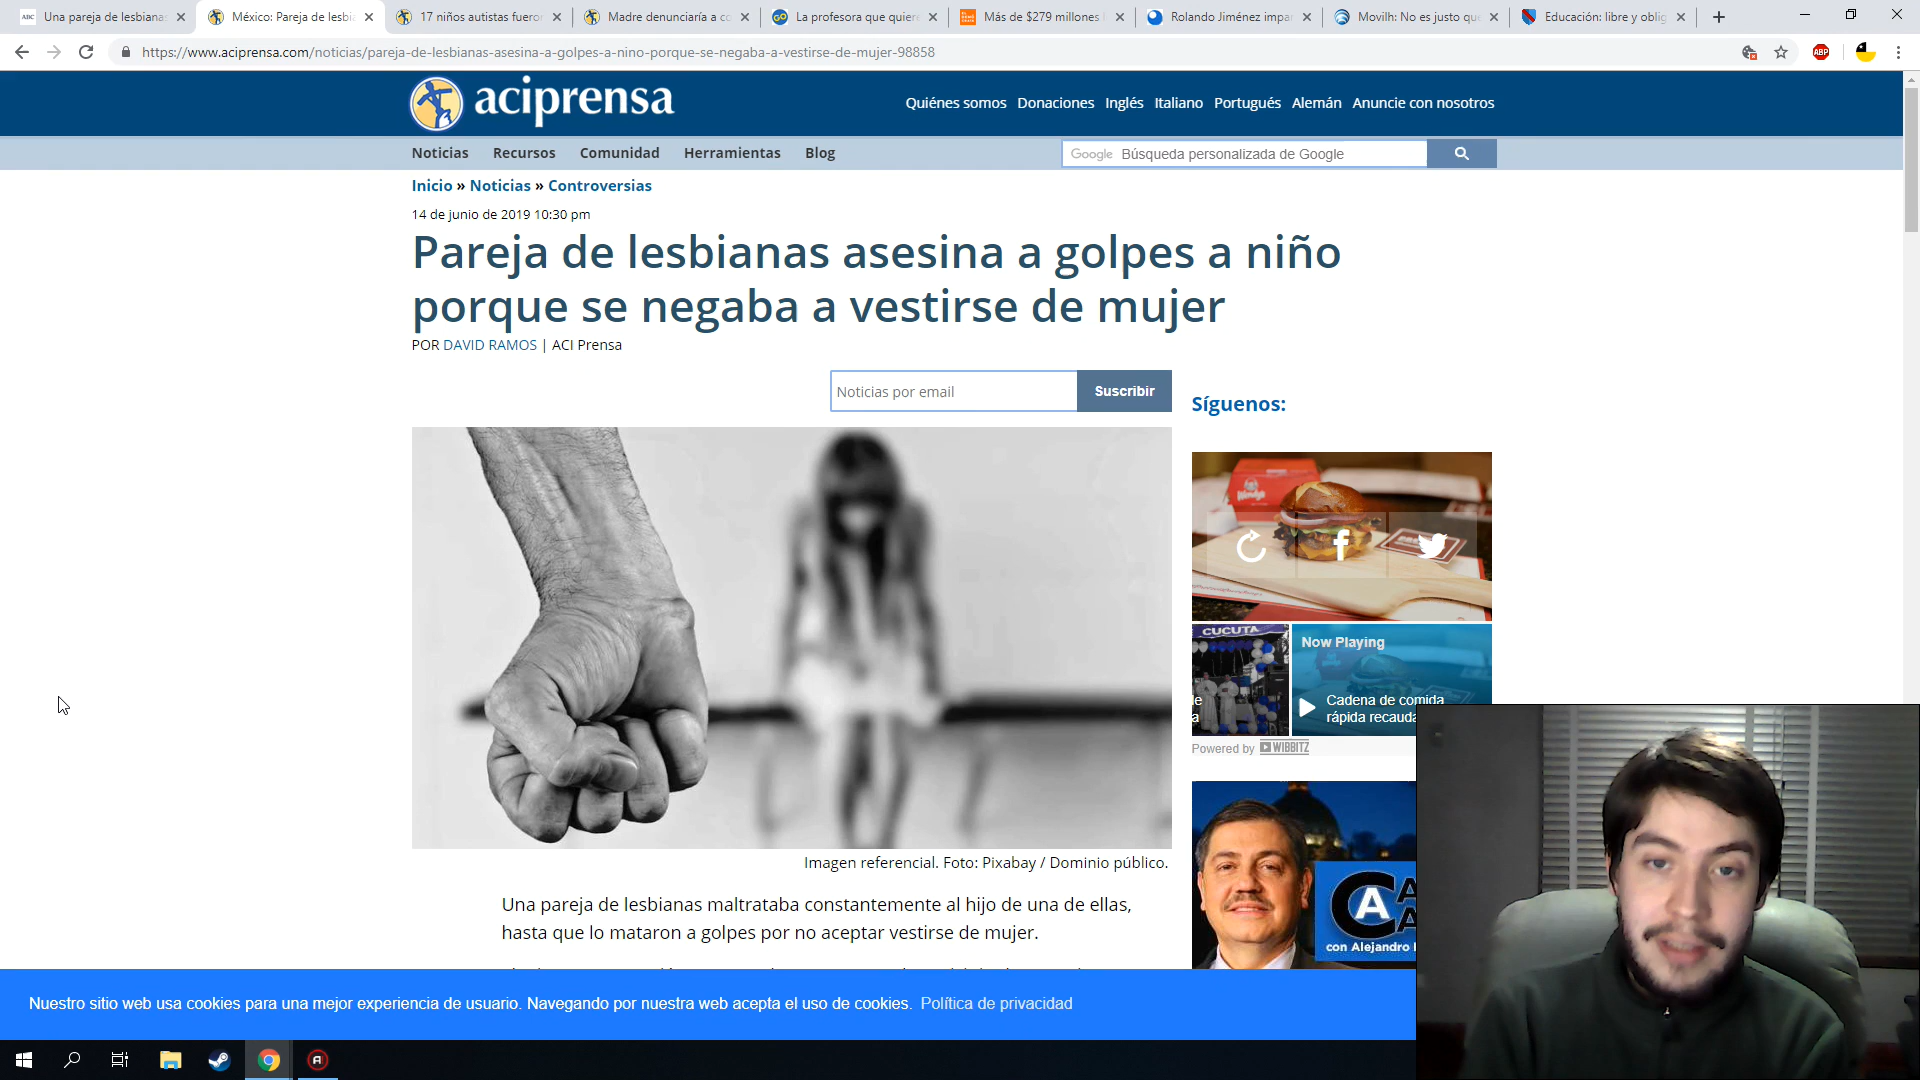 Una pareja de lesbianas
México: Pareja de lesbia
17 niños autistas fueron
Madre denunciaría a co
La profesora que quiere
Más de $279 millones
Rolando Jiménez impa
Movilh: No es justo que
Educación: libre y oblig
https://www.aciprensa.com/noticias/pareja-de-lesbianas-asesina-a-golpes-a-nino-porque-se-negaba-a-vestirse-de-mujer-98858
ABP
aciprensa
Quiénes somos Donaciones Inglés Italiano Portugués Alemán Anuncie con nosotros
Noticias Recursos Comunidad Herramientas Blog
Google Búsqueda personalizada de Google
Inicio » Noticias » Controversias
14 de junio de 2019 10:30 pm
Pareja de lesbianas asesina a golpes a niño
porque se negaba a vestirse de mujer
POR DAVID RAMOS | ACI Prensa
Noticias por email
Suscribir
Síguenos:
CUCUTA
Now Playing
Cadena de comida
rápida recauda
Powered by WIBBITZ
Imagen referencial. Foto: Pixabay / Dominio público.
con Alejandro
Una pareja de lesbianas maltrataba constantemente al hijo de una de ellas,
hasta que lo mataron a golpes por no aceptar vestirse de mujer.
Nuestro sitio web usa cookies para una mejor experiencia de usuario. Navegando por nuestra web acepta el uso de cookies. Política de privacidad